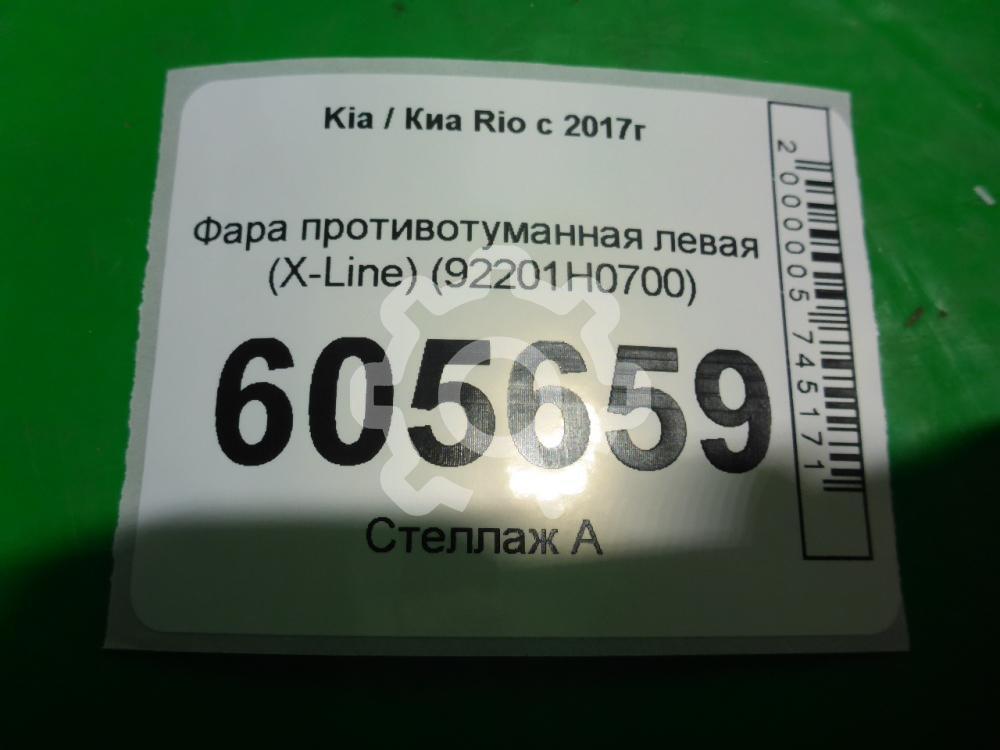 Kia / Киа Rio с 2017г
Фара противотуманная левая
(X-Line) (92201H0700)
605659
Стеллаж А
2000005745171